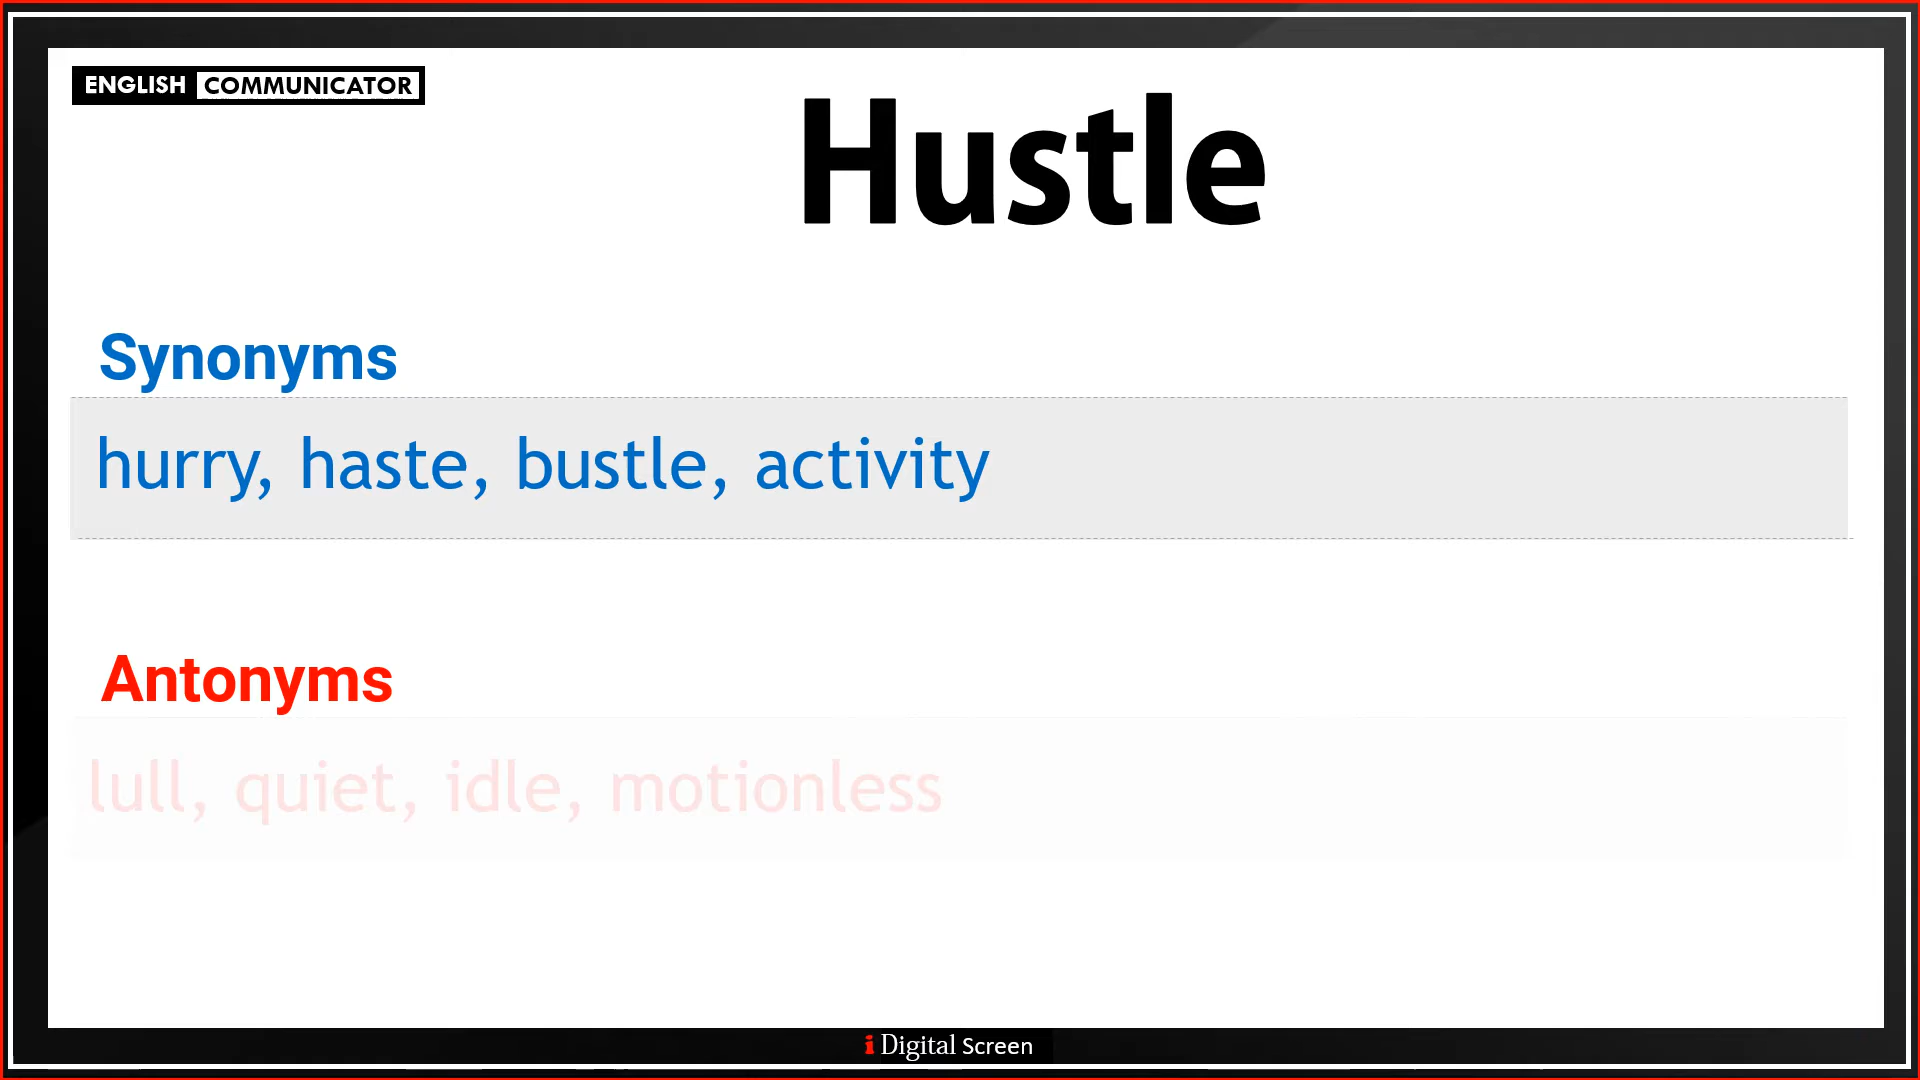 ENGLISH COMMUNICATOR
Hustle
Synonyms
hurry, haste, bustle, activity
Antonyms
lull, quiet, idle, motionless
i Digital Screen